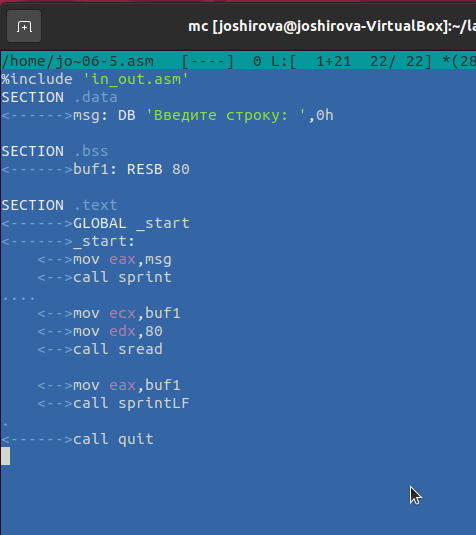 mc [joshirova@joshirova-VirtualBox]:~/la
/home/jo~06-5.asm   [----]  0 L:[  1+21  22/ 22] *(28
%include 'in_out.asm'
SECTION .data
<------>msg: DB 'Введите строку: ',0h
SECTION .bss
<------>buf1: RESB 80
SECTION .text
<------>GLOBAL _start
<------>_start:
    <-->mov eax,msg
    <-->call sprint
....
    <-->mov ecx,buf1
    <-->mov edx,80
    <-->call sread
    <-->mov eax,buf1
    <-->call sprintLF
.
<------>call quit